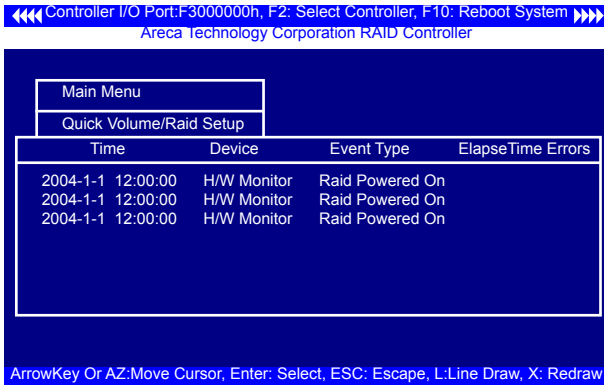 Controller I/O Port:F3000000h, F2: Select Controller, F10: Reboot System
Areca Technology Corporation RAID Controller
Main Menu
Quick Volume/Raid Setup
Time Device Event Type ElapseTime Errors
2004-1-1 12:00:00 H/W Monitor Raid Powered On
2004-1-1 12:00:00 H/W Monitor Raid Powered On
2004-1-1 12:00:00 H/W Monitor Raid Powered On
ArrowKey Or AZ:Move Cursor, Enter: Select, ESC: Escape, L:Line Draw, X: Redraw